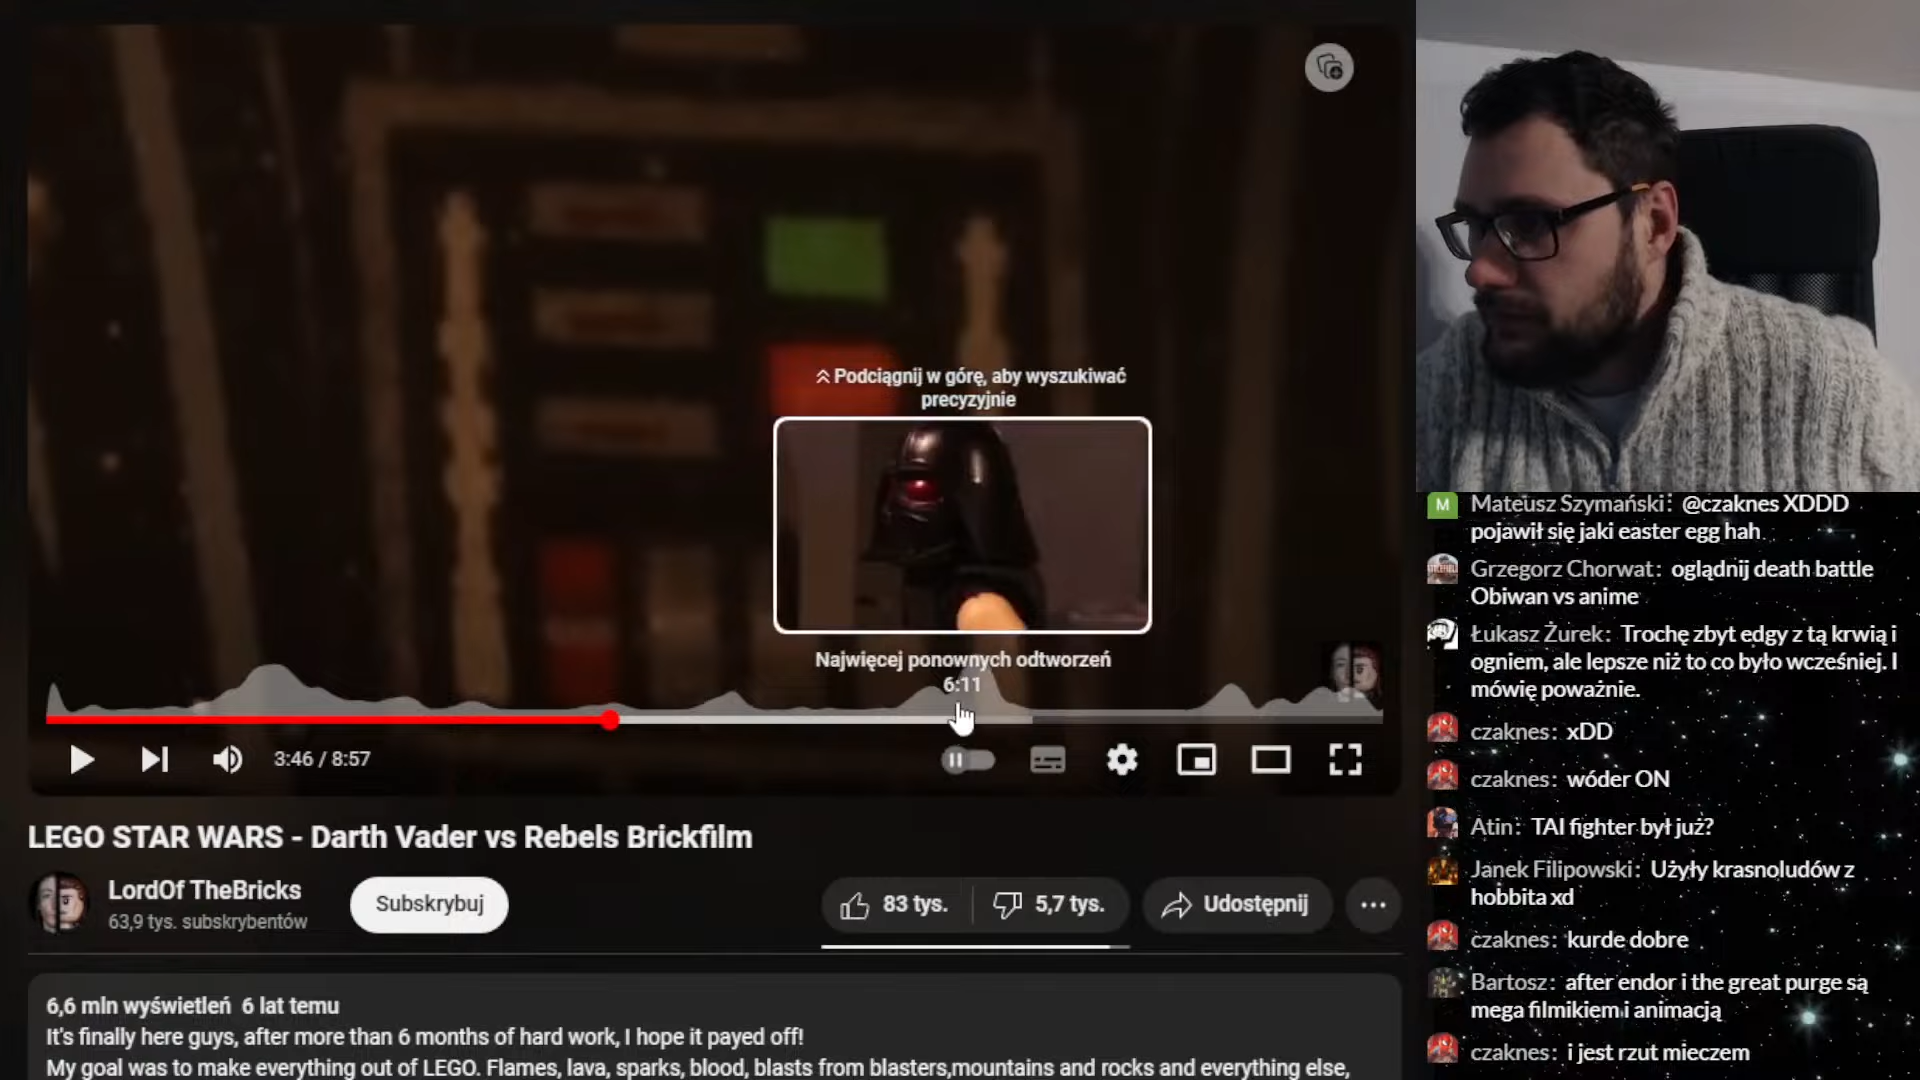 Podciągnij w górę, aby wyszukiwać
precyzyjnie
Najwięcej ponownych odtworzeń
6:11
3:46 / 8:57
LEGO STAR WARS - Darth Vader vs Rebels Brickfilm
LordOf TheBricks
63,9 tys. subskrybentów
Subskrybuj
83 tys.
5,7 tys.
Udostępnij
6,6 mln wyświetleń 6 lat temu
It's finally here guys, after more than 6 months of hard work, I hope it payed off!
My goal was to make everything out of LEGO. Flames, lava, sparks, blood, blasts from blasters,mountains and rocks and everything else,
M
Mateusz Szymański: @czaknes XDDD
pojawił się jaki easter egg hah
Grzegorz Chorwat: oglądnij death battle
Obiwan vs anime
Łukasz Żurek: Trochę zbyt edgy z tą krwią i
ogniem, ale lepsze niż to co było wcześniej. I
mówię poważnie.
czaknes: xDD
czaknes: wóder ON
Atin: TAI fighter był już?
Janek Filipowski: Użyły krasnoludów z
hobbita xd
czaknes: kurde dobre
Bartosz: after endor i the great purge są
mega filmikiem i animacją
czaknes: i jest rzut mieczem